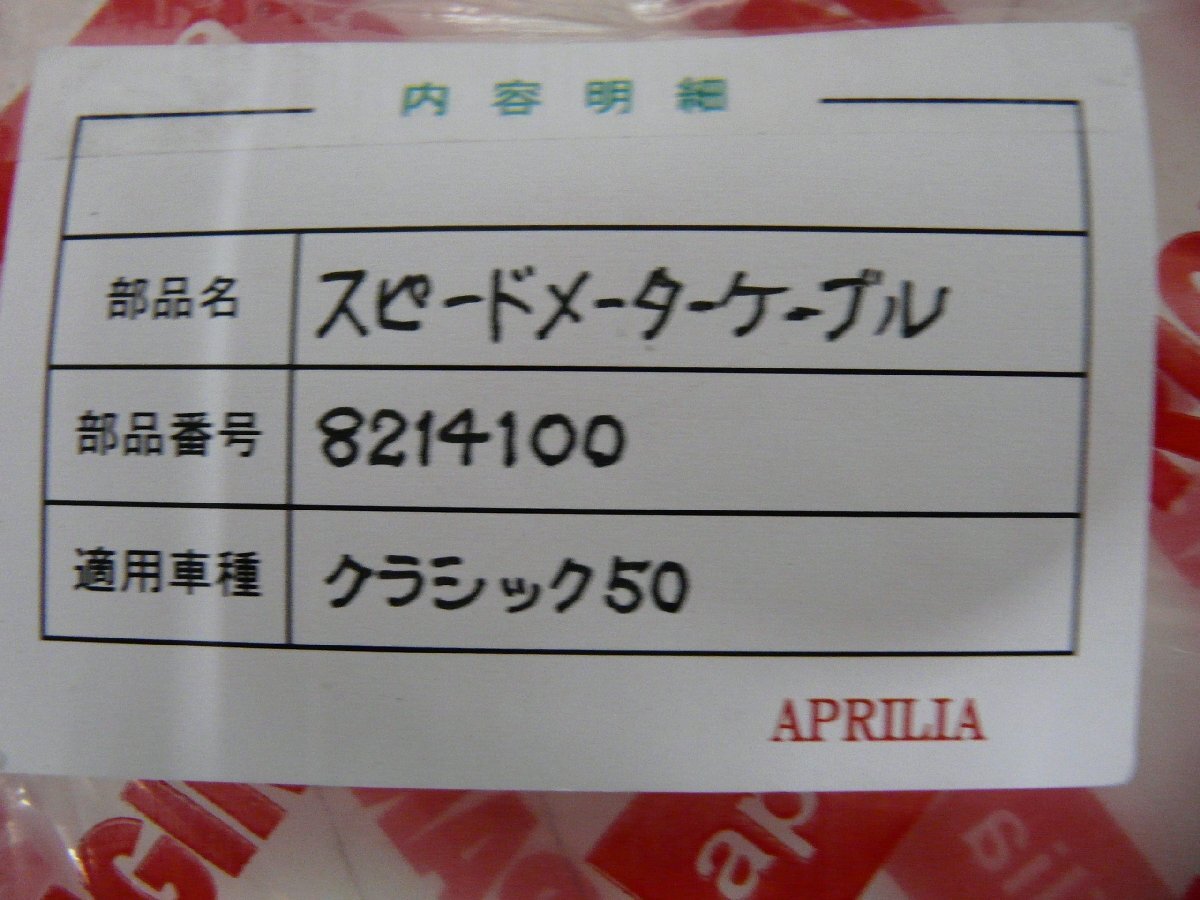 内容明細
部品名 スピードメーターケーブル
部品番号 8214100
適用車種 クラシック50
APRILIA
ap